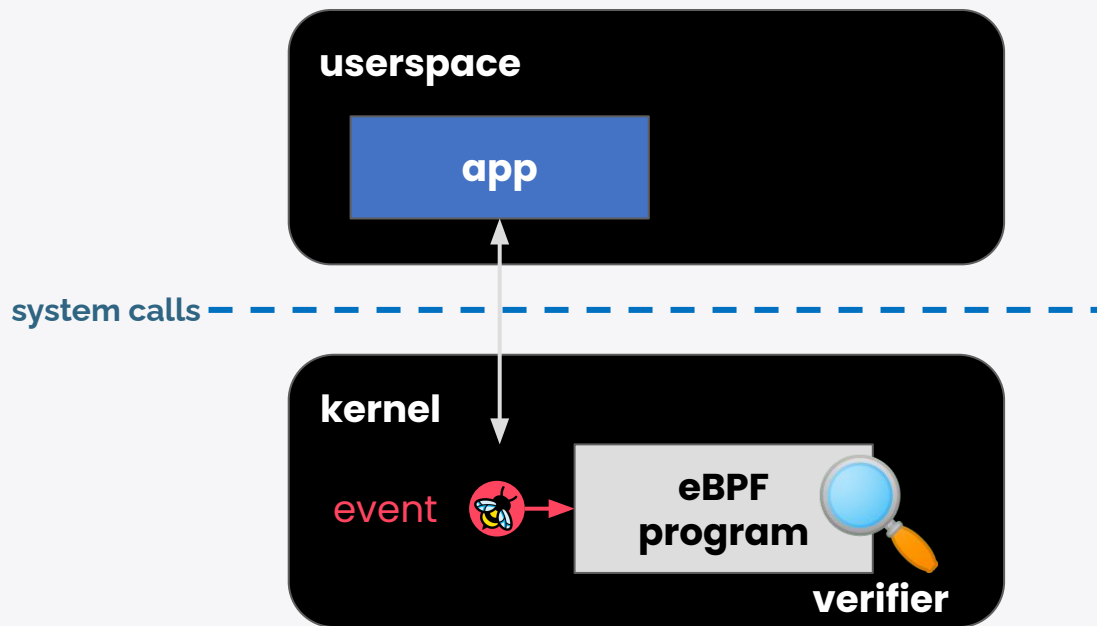 userspace
app
system calls
kernel
event
eBPF
program
verifier